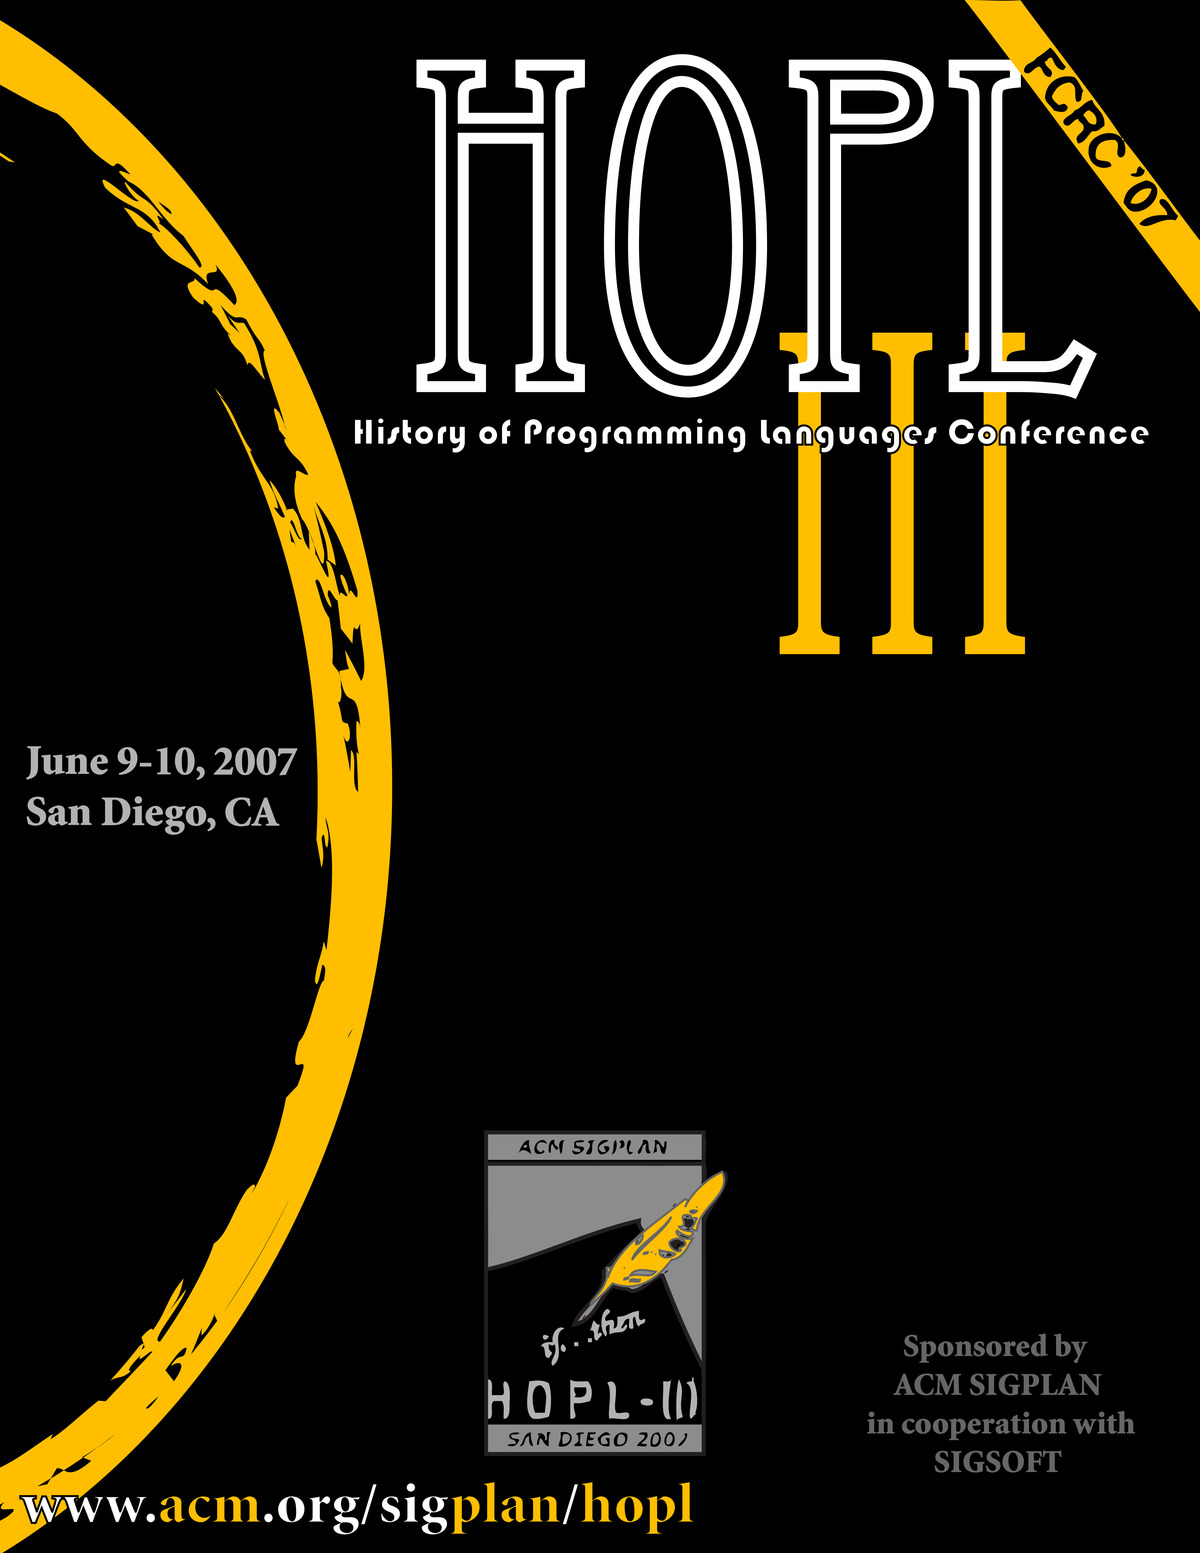 HOPL
FCRC '07
III
History of Programming Languages Conference
June 9-10, 2007
San Diego, CA
ACM SIGPLAN
if...then
HOPL-III
SAN DIEGO 2007
Sponsored by
ACM SIGPLAN
in cooperation with
SIGSOFT
www.acm.org/sigplan/hopl